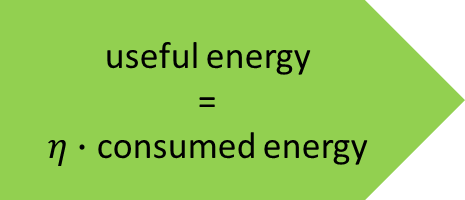 useful energy
=
η · consumed energy